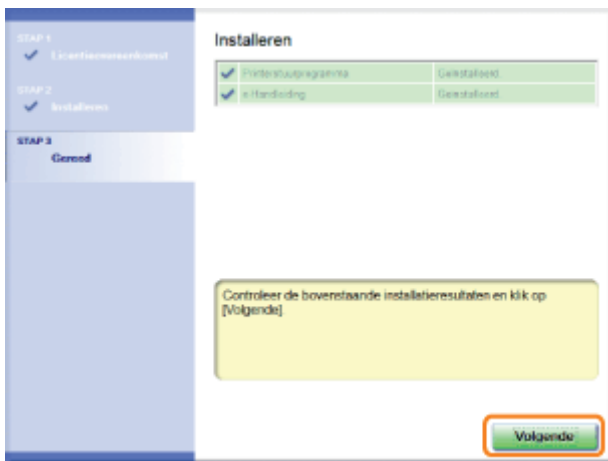 STAP 1
Licentieovereenkomst
STAP 2
Installeren
STAP 3
Gereed
Installeren
Printerstuurprogramma Geïnstalleerd.
e-Handleiding Geïnstalleerd.
Controleer de bovenstaande installatieresultaten en klik op
[Volgende].
Volgende